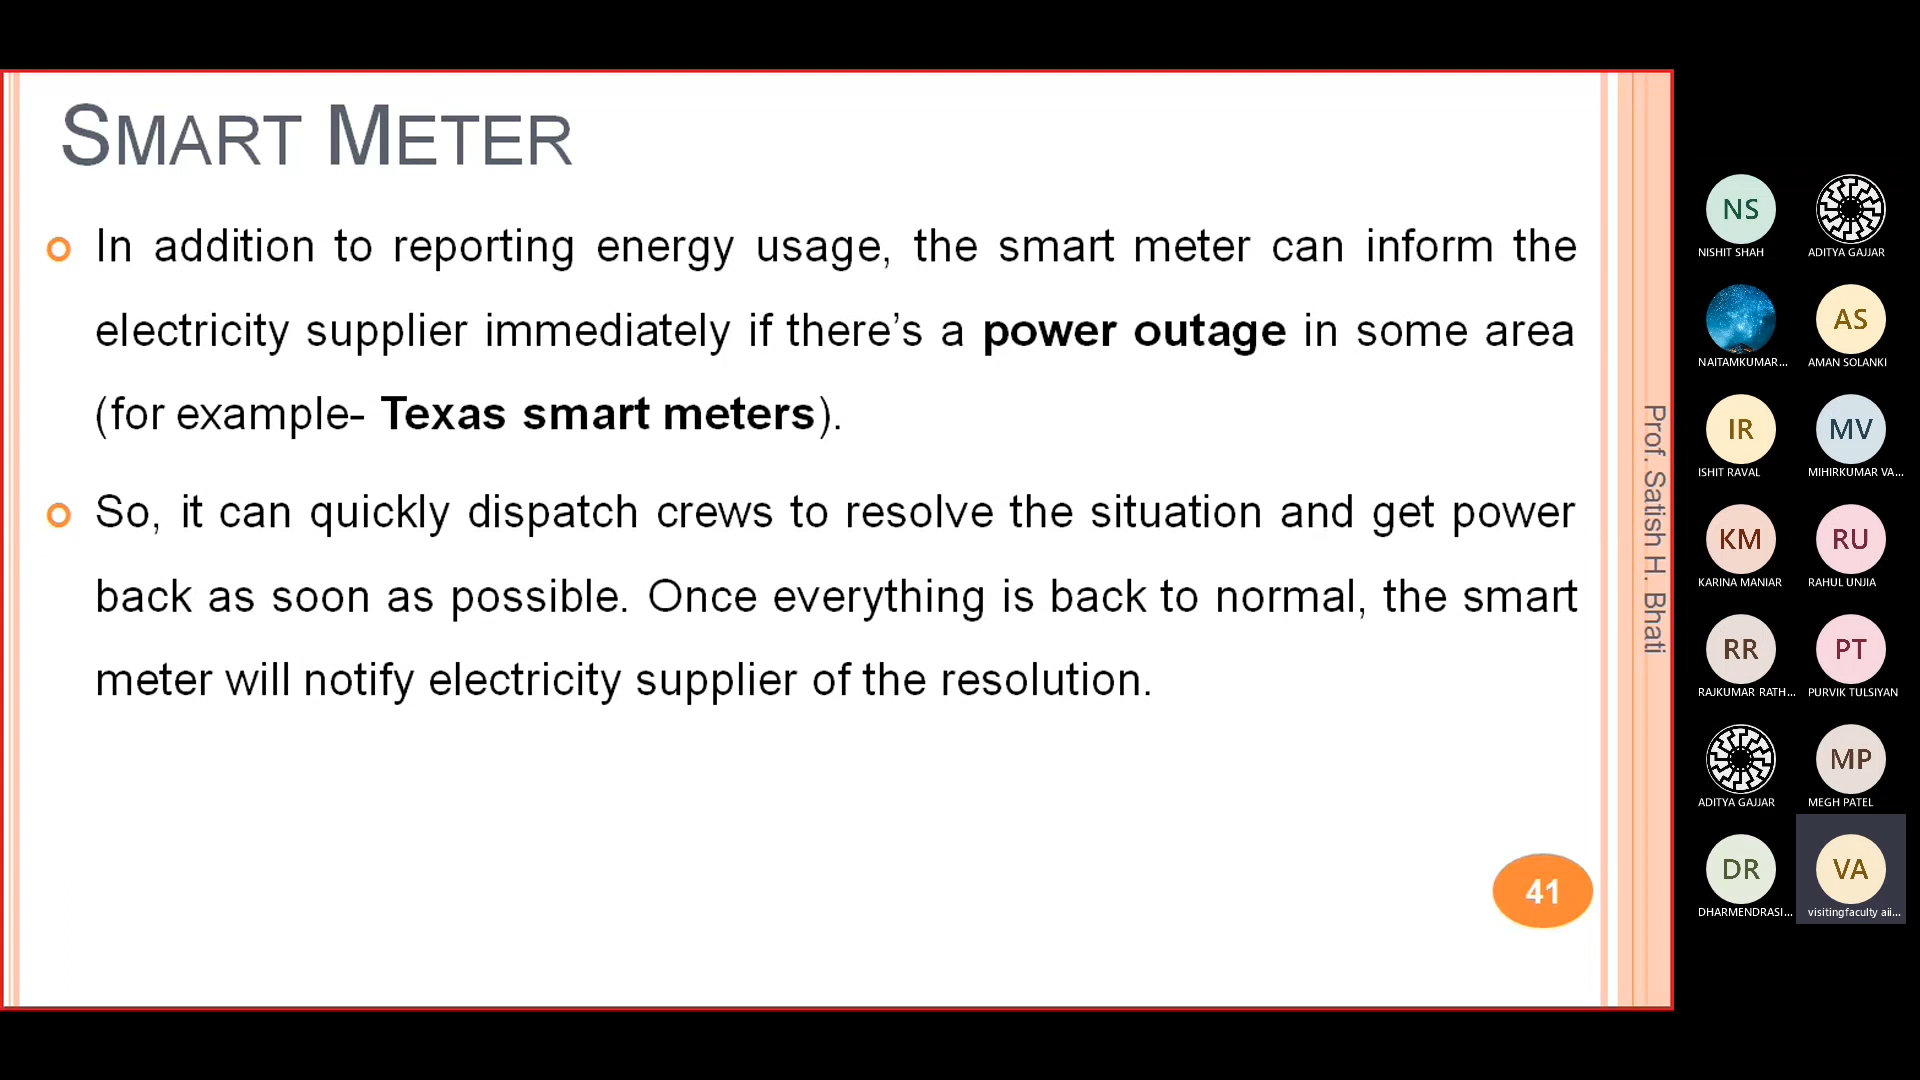 SMART METER
In addition to reporting energy usage, the smart meter can inform the
electricity supplier immediately if there’s a power outage in some area
(for example- Texas smart meters).
So, it can quickly dispatch crews to resolve the situation and get power
back as soon as possible. Once everything is back to normal, the smart
meter will notify electricity supplier of the resolution.
41
Prof. Satish H. Bhati
NS
NISHIT SHAH
ADITYA GAJJAR
NAITAMKUMAR...
AS
AMAN SOLANKI
IR
ISHIT RAVAL
MV
MIHIRKUMAR VA...
KM
KARINA MANIAR
RU
RAHUL UNJIA
RR
RAJKUMAR RATH...
PT
PURVIK TULSIYAN
ADITYA GAJJAR
MP
MEGH PATEL
DR
DHARMENDRASI...
VA
visitingfaculty aii...